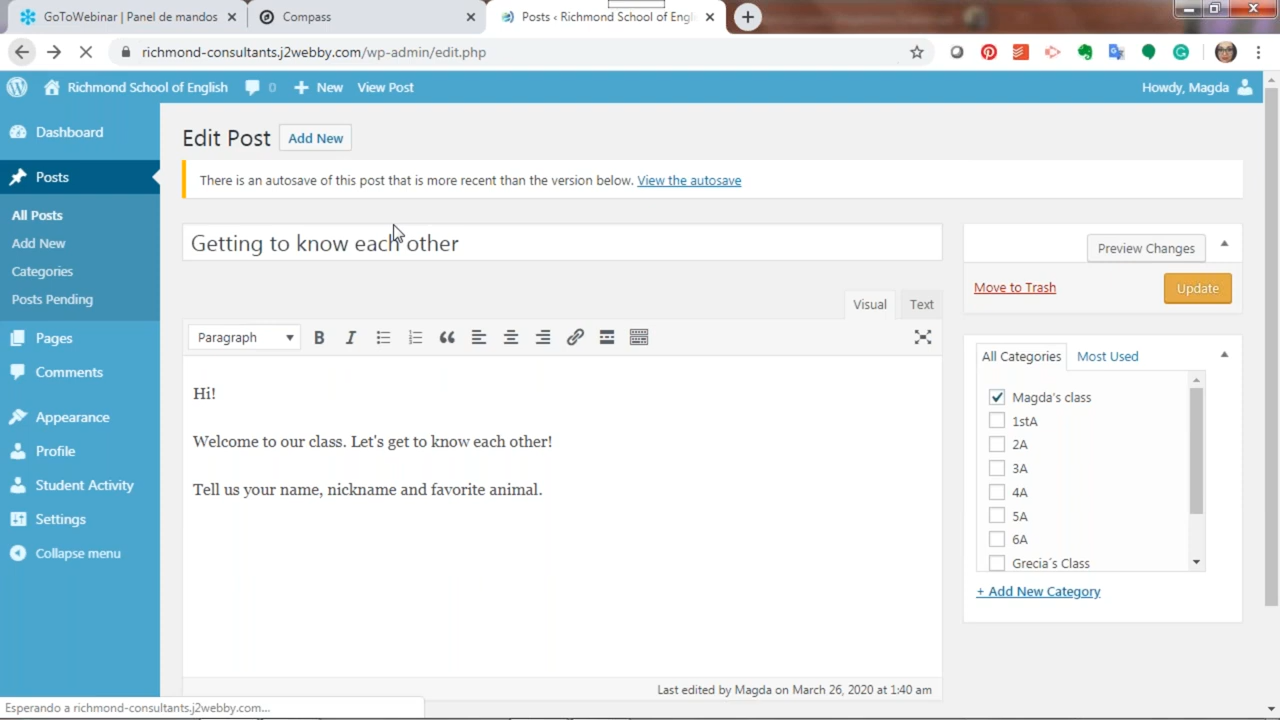 GoToWebinar | Panel de mandos
Compass
Posts ‹ Richmond School of Engl
richmond-consultants.j2webby.com/wp-admin/edit.php
Richmond School of English
0
New
View Post
Howdy, Magda
Dashboard
Posts
All Posts
Add New
Categories
Posts Pending
Pages
Comments
Appearance
Profile
Student Activity
Settings
Collapse menu
Edit Post
Add New
There is an autosave of this post that is more recent than the version below. View the autosave
Getting to know each other
Visual
Text
Paragraph
B I
Hi!
Welcome to our class. Let's get to know each other!
Tell us your name, nickname and favorite animal.
Last edited by Magda on March 26, 2020 at 1:40 am
Preview Changes
Move to Trash
Update
All Categories
Most Used
Magda's class
1stA
2A
3A
4A
5A
6A
Grecia´s Class
+ Add New Category
Esperando a richmond-consultants.j2webby.com...